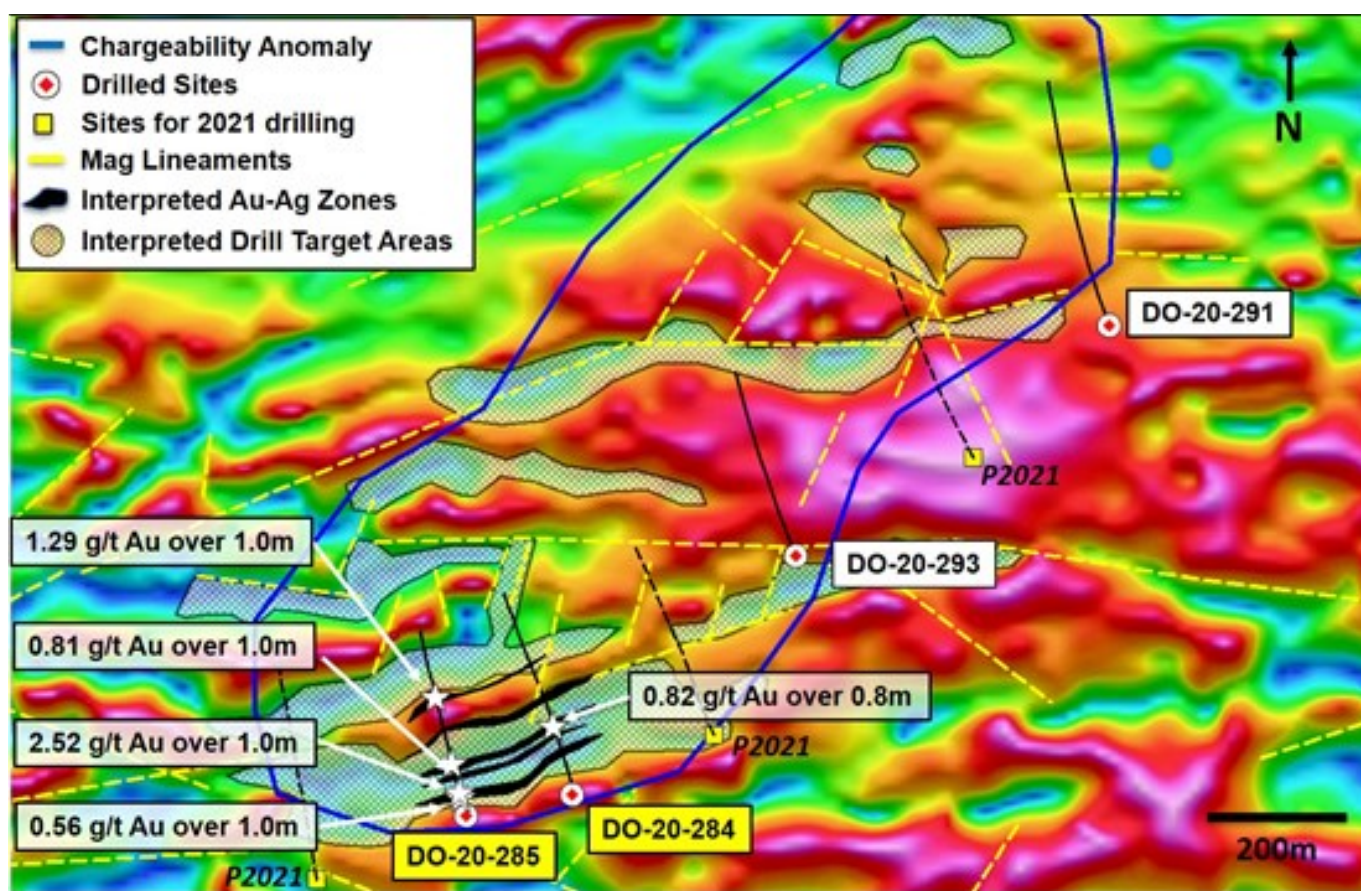 Chargeability Anomaly
Drilled Sites
Sites for 2021 drilling
Mag Lineaments
Interpreted Au-Ag Zones
Interpreted Drill Target Areas
N
DO-20-291
P2021
1.29 g/t Au over 1.0m
DO-20-293
0.81 g/t Au over 1.0m
0.82 g/t Au over 0.8m
2.52 g/t Au over 1.0m
P2021
0.56 g/t Au over 1.0m
DO-20-284
200m
DO-20-285
P2021